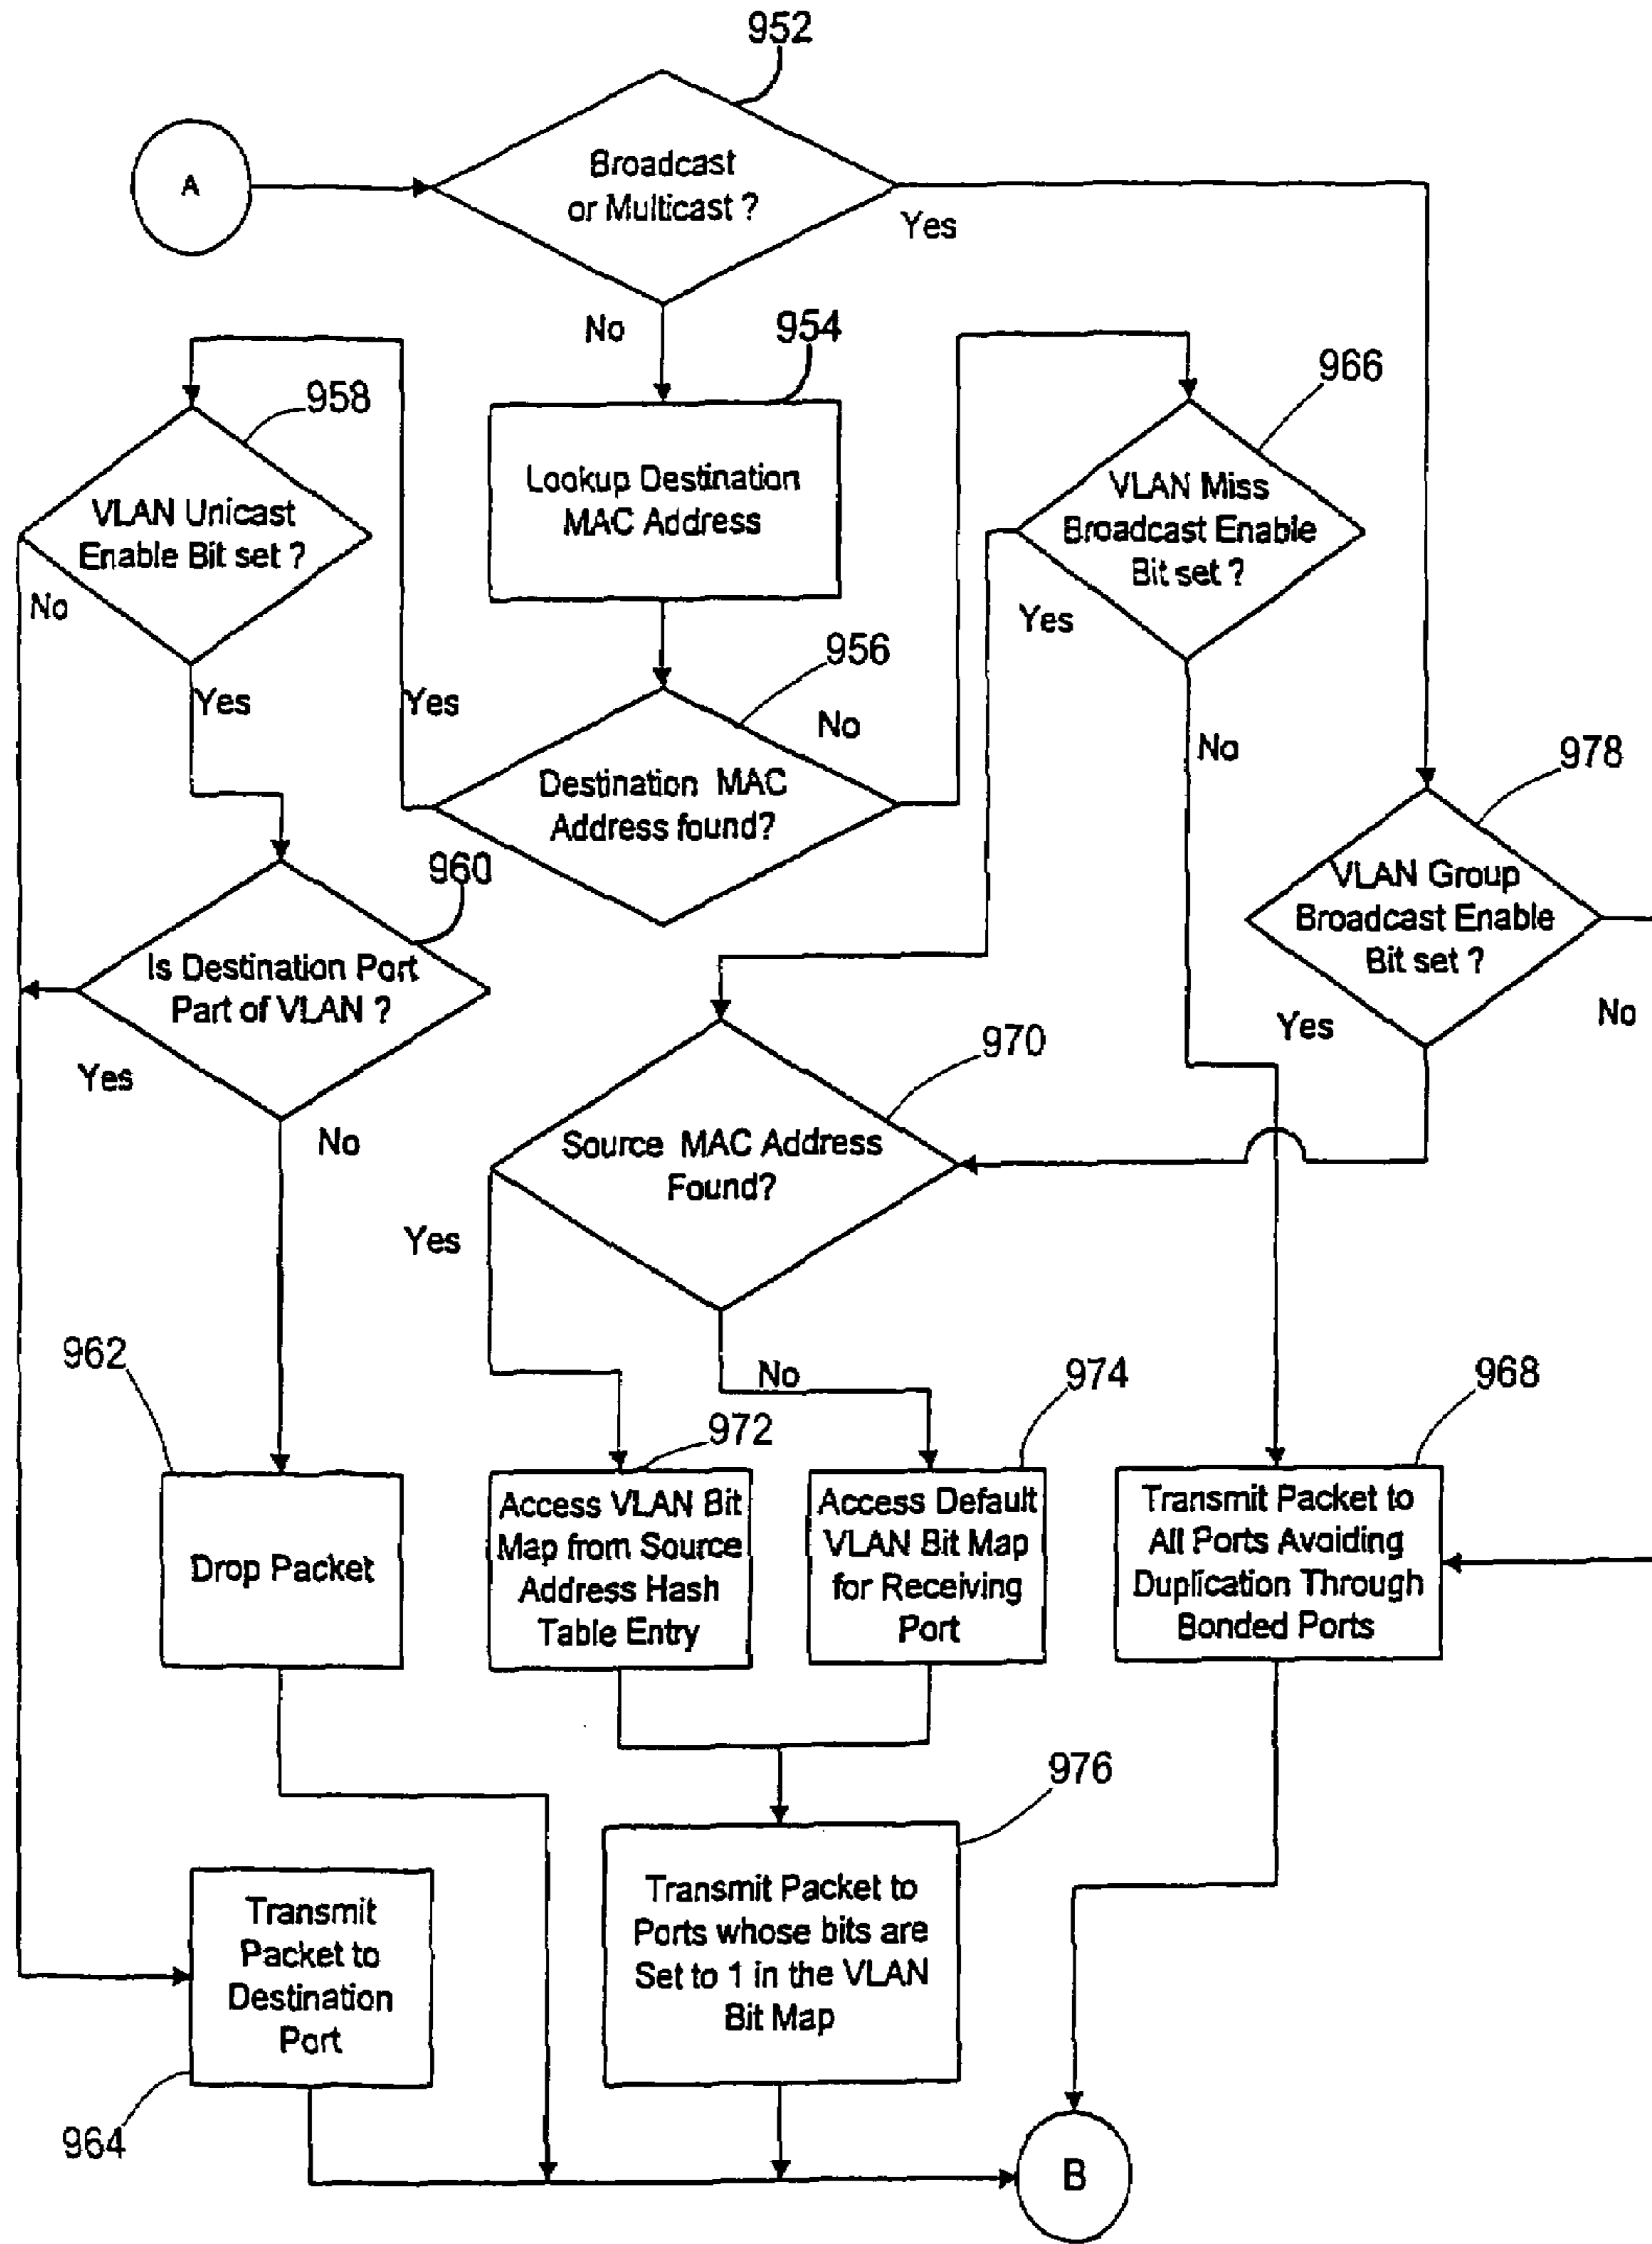 952
A
Broadcast
or Multicast ?
Yes
No
954
966
958
Lookup Destination
MAC Address
VLAN Miss
Broadcast Enable
Bit set ?
VLAN Unicast
Enable Bit set ?
No
Yes
956
Yes
Yes
No
No
978
Destination MAC
Address found?
960
VLAN Group
Broadcast Enable
Bit set ?
Is Destination Port
Part of VLAN ?
No
Yes
970
Yes
No
Source MAC Address
Found?
Yes
962
No
974
968
972
Access VLAN Bit
Map from Source
Address Hash
Table Entry
Access Default
VLAN Bit Map
for Receiving
Port
Transmit Packet to
All Ports Avoiding
Duplication Through
Bonded Ports
Drop Packet
976
Transmit Packet to
Ports whose bits are
Set to 1 in the VLAN
Bit Map
Transmit
Packet to
Destination
Port
964
B